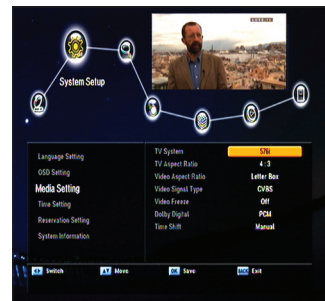 System Setup
Language Setting
OSD Setting
Media Setting
Time Setting
Reservation Setting
System Information
TV System 576i
TV Aspect Ratio 4:3
Video Aspect Ratio Letter Box
Video Signal Type CVBS
Video Freeze Off
Dolby Digital PCM
Time Shift Manual
Switch Move OK Save BACK Exit